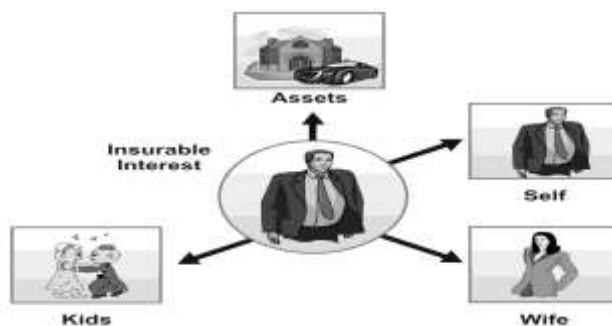 Assets
Insurable
Interest
Self
Kids
Wife